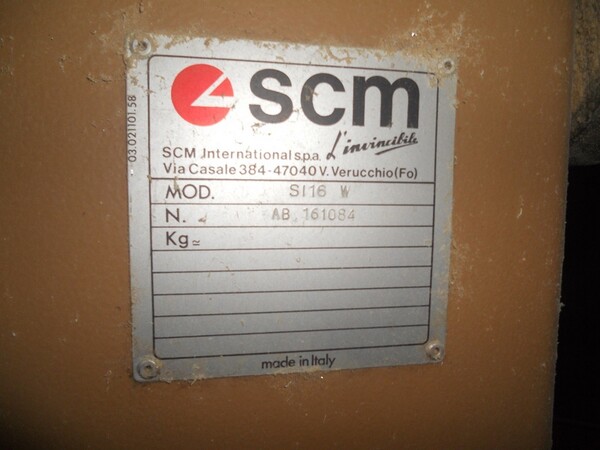 scm
L'invincibile
SCM International s.p.a.
Via Casale 384-47040 V. Verucchio (Fo)
MOD. SI16 W
N. AB 161084
Kg≃
made in Italy
03.021101.58